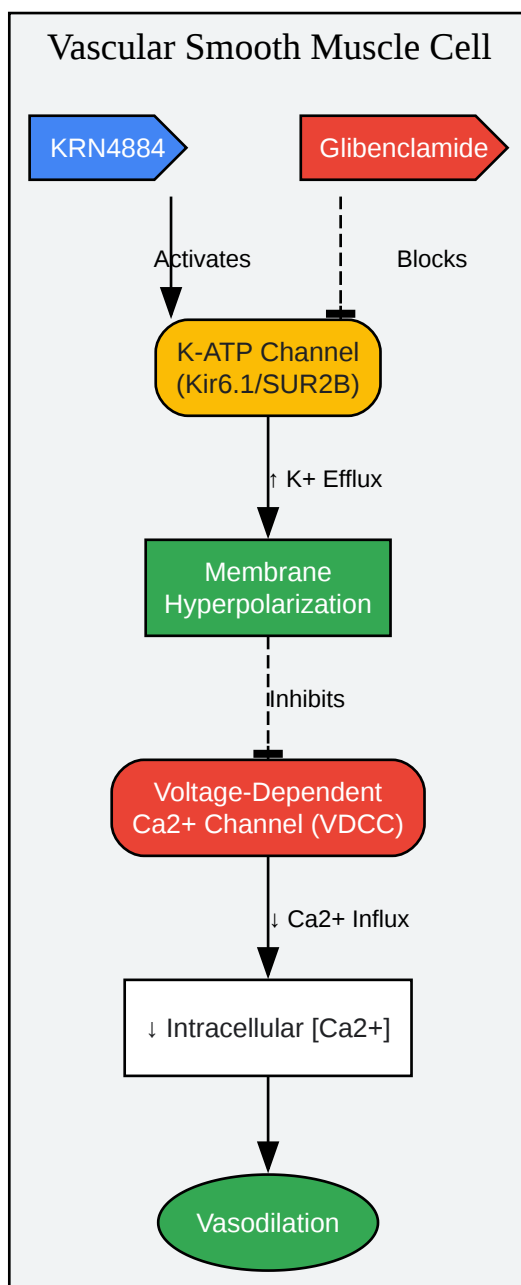 Vascular Smooth Muscle Cell
KRN4884
Glibenclamide
Activates
Blocks
K-ATP Channel
(Kir6.1/SUR2B)
↑ K+ Efflux
Membrane
Hyperpolarization
Inhibits
Voltage-Dependent
Ca2+ Channel (VDCC)
↓ Ca2+ Influx
↓ Intracellular [Ca2+]
Vasodilation